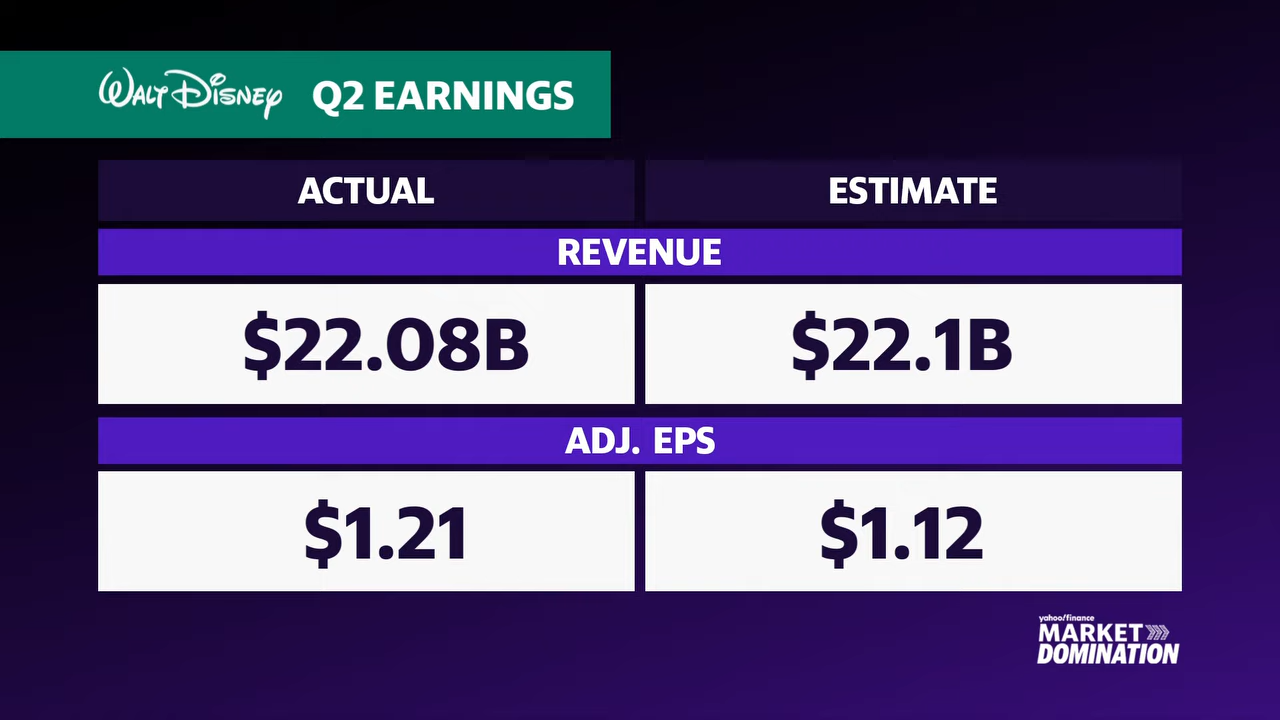 WALT DISNEY Q2 EARNINGS
ACTUAL ESTIMATE
REVENUE
$22.08B $22.1B
ADJ. EPS
$1.21 $1.12
yahoo/finance
MARKET
DOMINATION